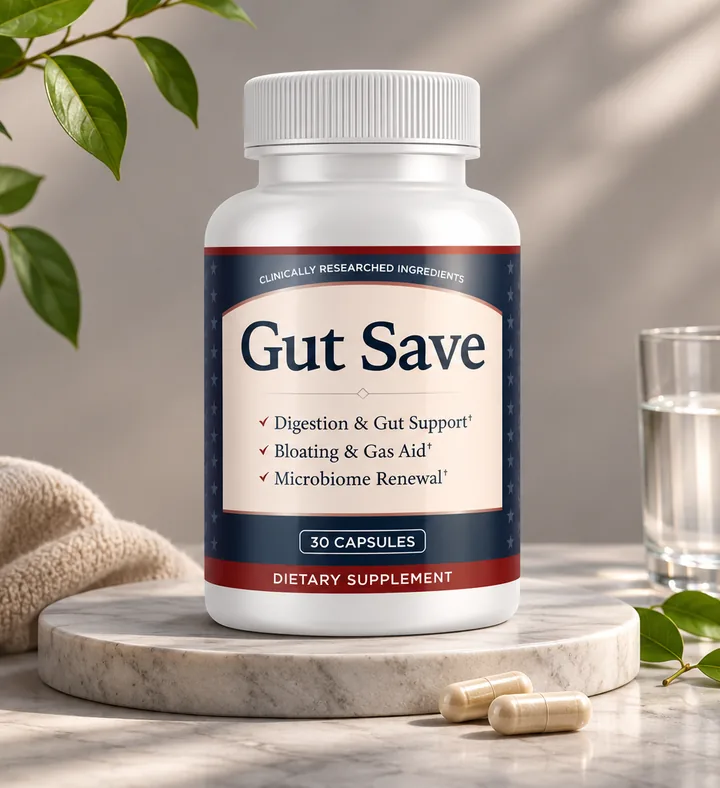 CLINICALLY RESEARCHED INGREDIENTS
Gut Save
✓ Digestion & Gut Support†
✓ Bloating & Gas Aid†
✓ Microbiome Renewal†
30 CAPSULES
DIETARY SUPPLEMENT